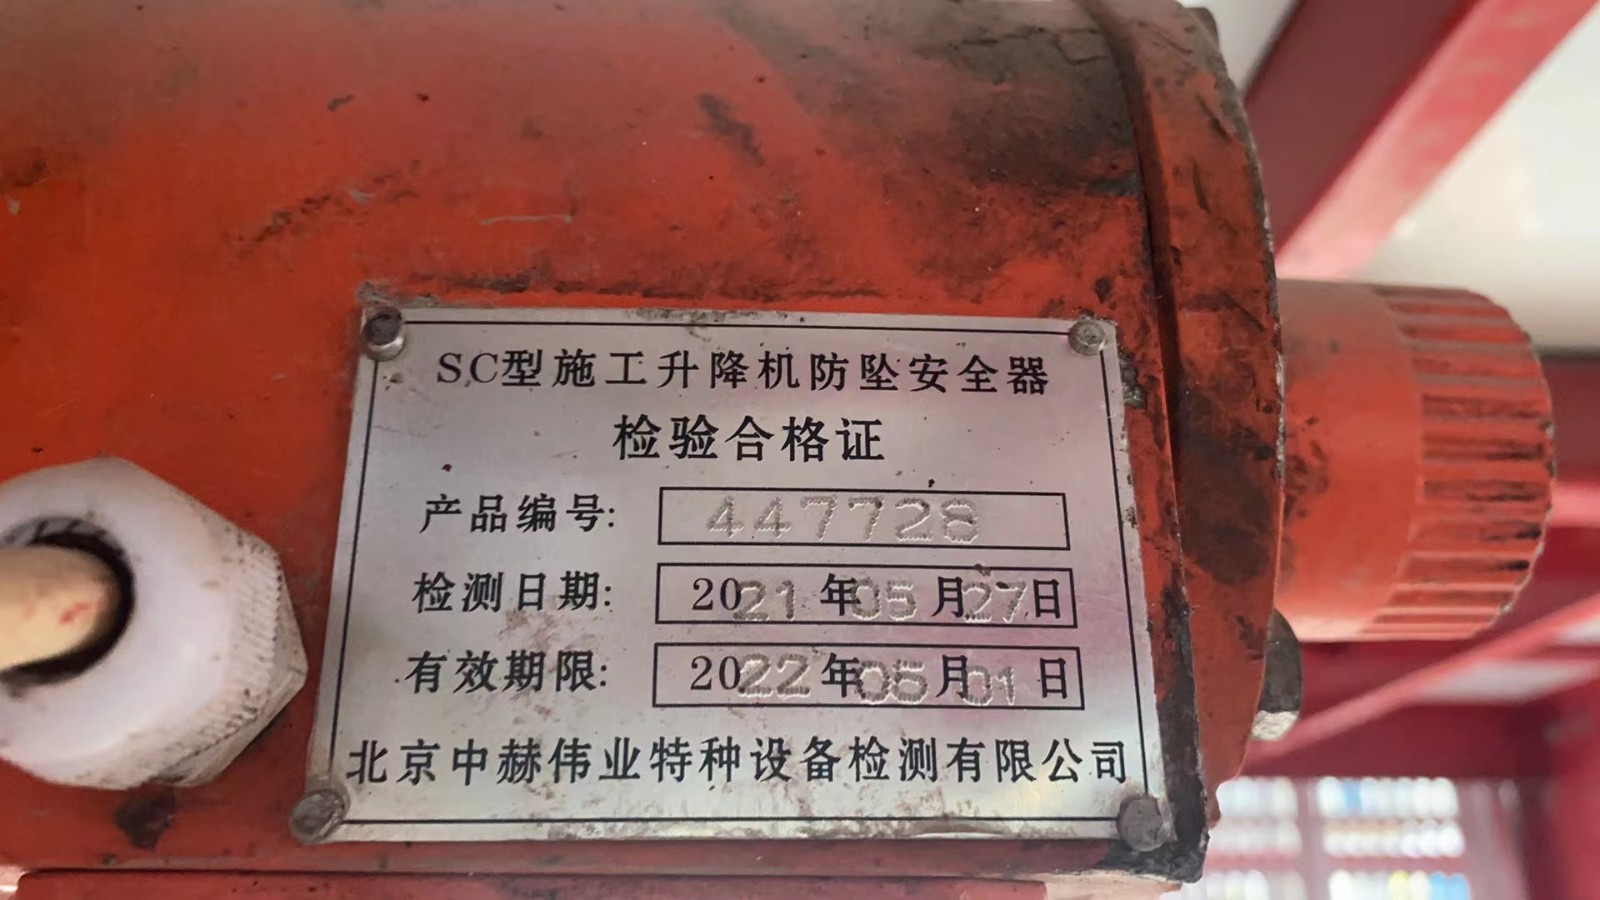 SC型施工升降机防坠安全器
检验合格证
产品编号: 447728
检测日期: 2021年05月27日
有效期限: 2022年05月01日
北京中赫伟业特种设备检测有限公司